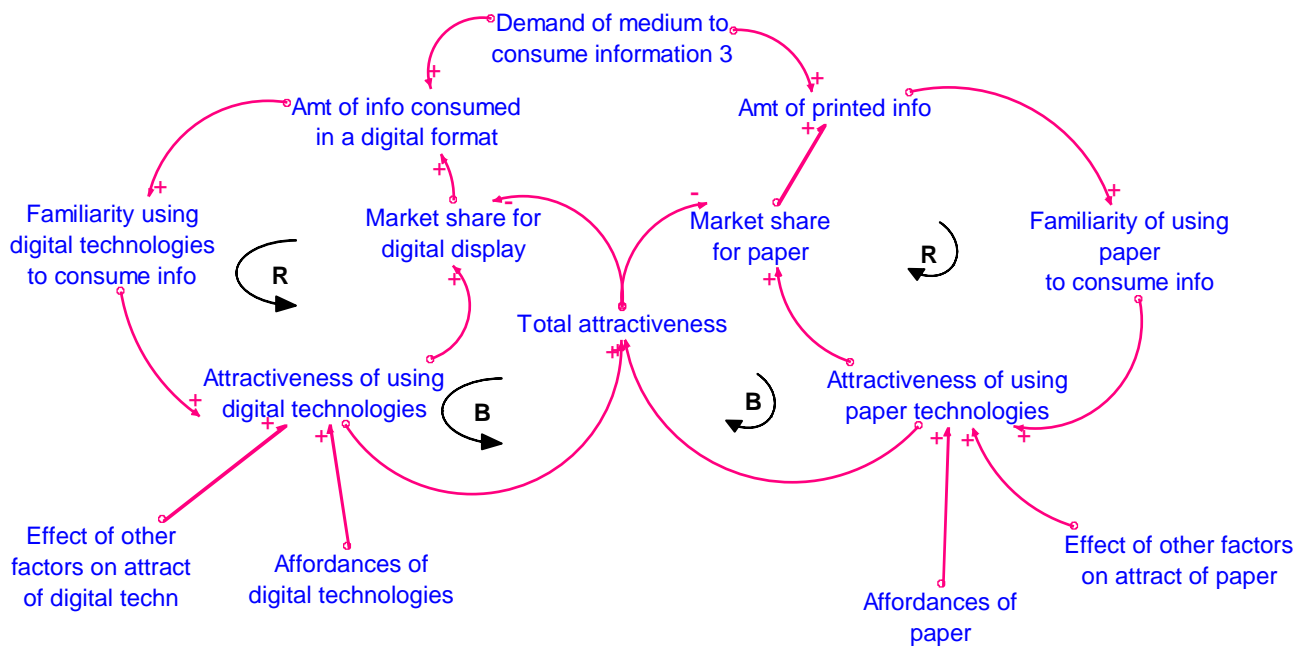 Demand of medium to
consume information 3
+
+
Amt of info consumed
in a digital format
Amt of printed info
+
+
+
+
-
-
Familiarity using
digital technologies
to consume info
Market share for
digital display
Market share
for paper
Familiarity of using
paper
to consume info
R
R
+
+
Total attractiveness
+
+
Attractiveness of using
digital technologies
B
B
Attractiveness of using
paper technologies
+
+
+
+
+
+
Effect of other
factors on attract
of digital techn
Affordances of
digital technologies
Effect of other factors
on attract of paper
Affordances of
paper